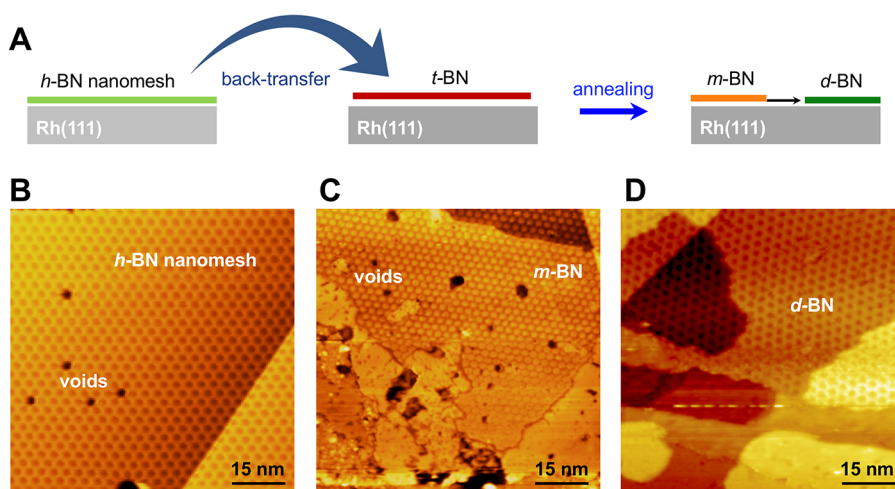 A
h-BN nanomesh
back-transfer
t-BN
annealing
m-BN
d-BN
Rh(111)
Rh(111)
Rh(111)
B
C
D
h-BN nanomesh
voids
15 nm
voids
m-BN
15 nm
d-BN
15 nm